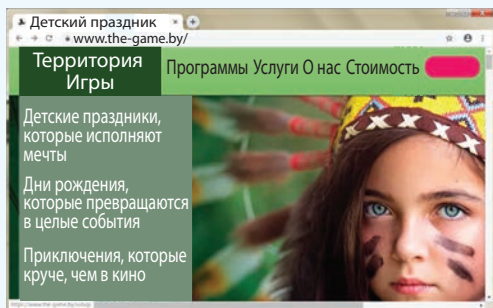 Детский праздник
www.the-game.by/
Территория
Игры
Программы Услуги О нас Стоимость
Детские праздники,
которые исполняют
мечты
Дни рождения,
которые превращаются
в целые события
Приключения, которые
круче, чем в кино